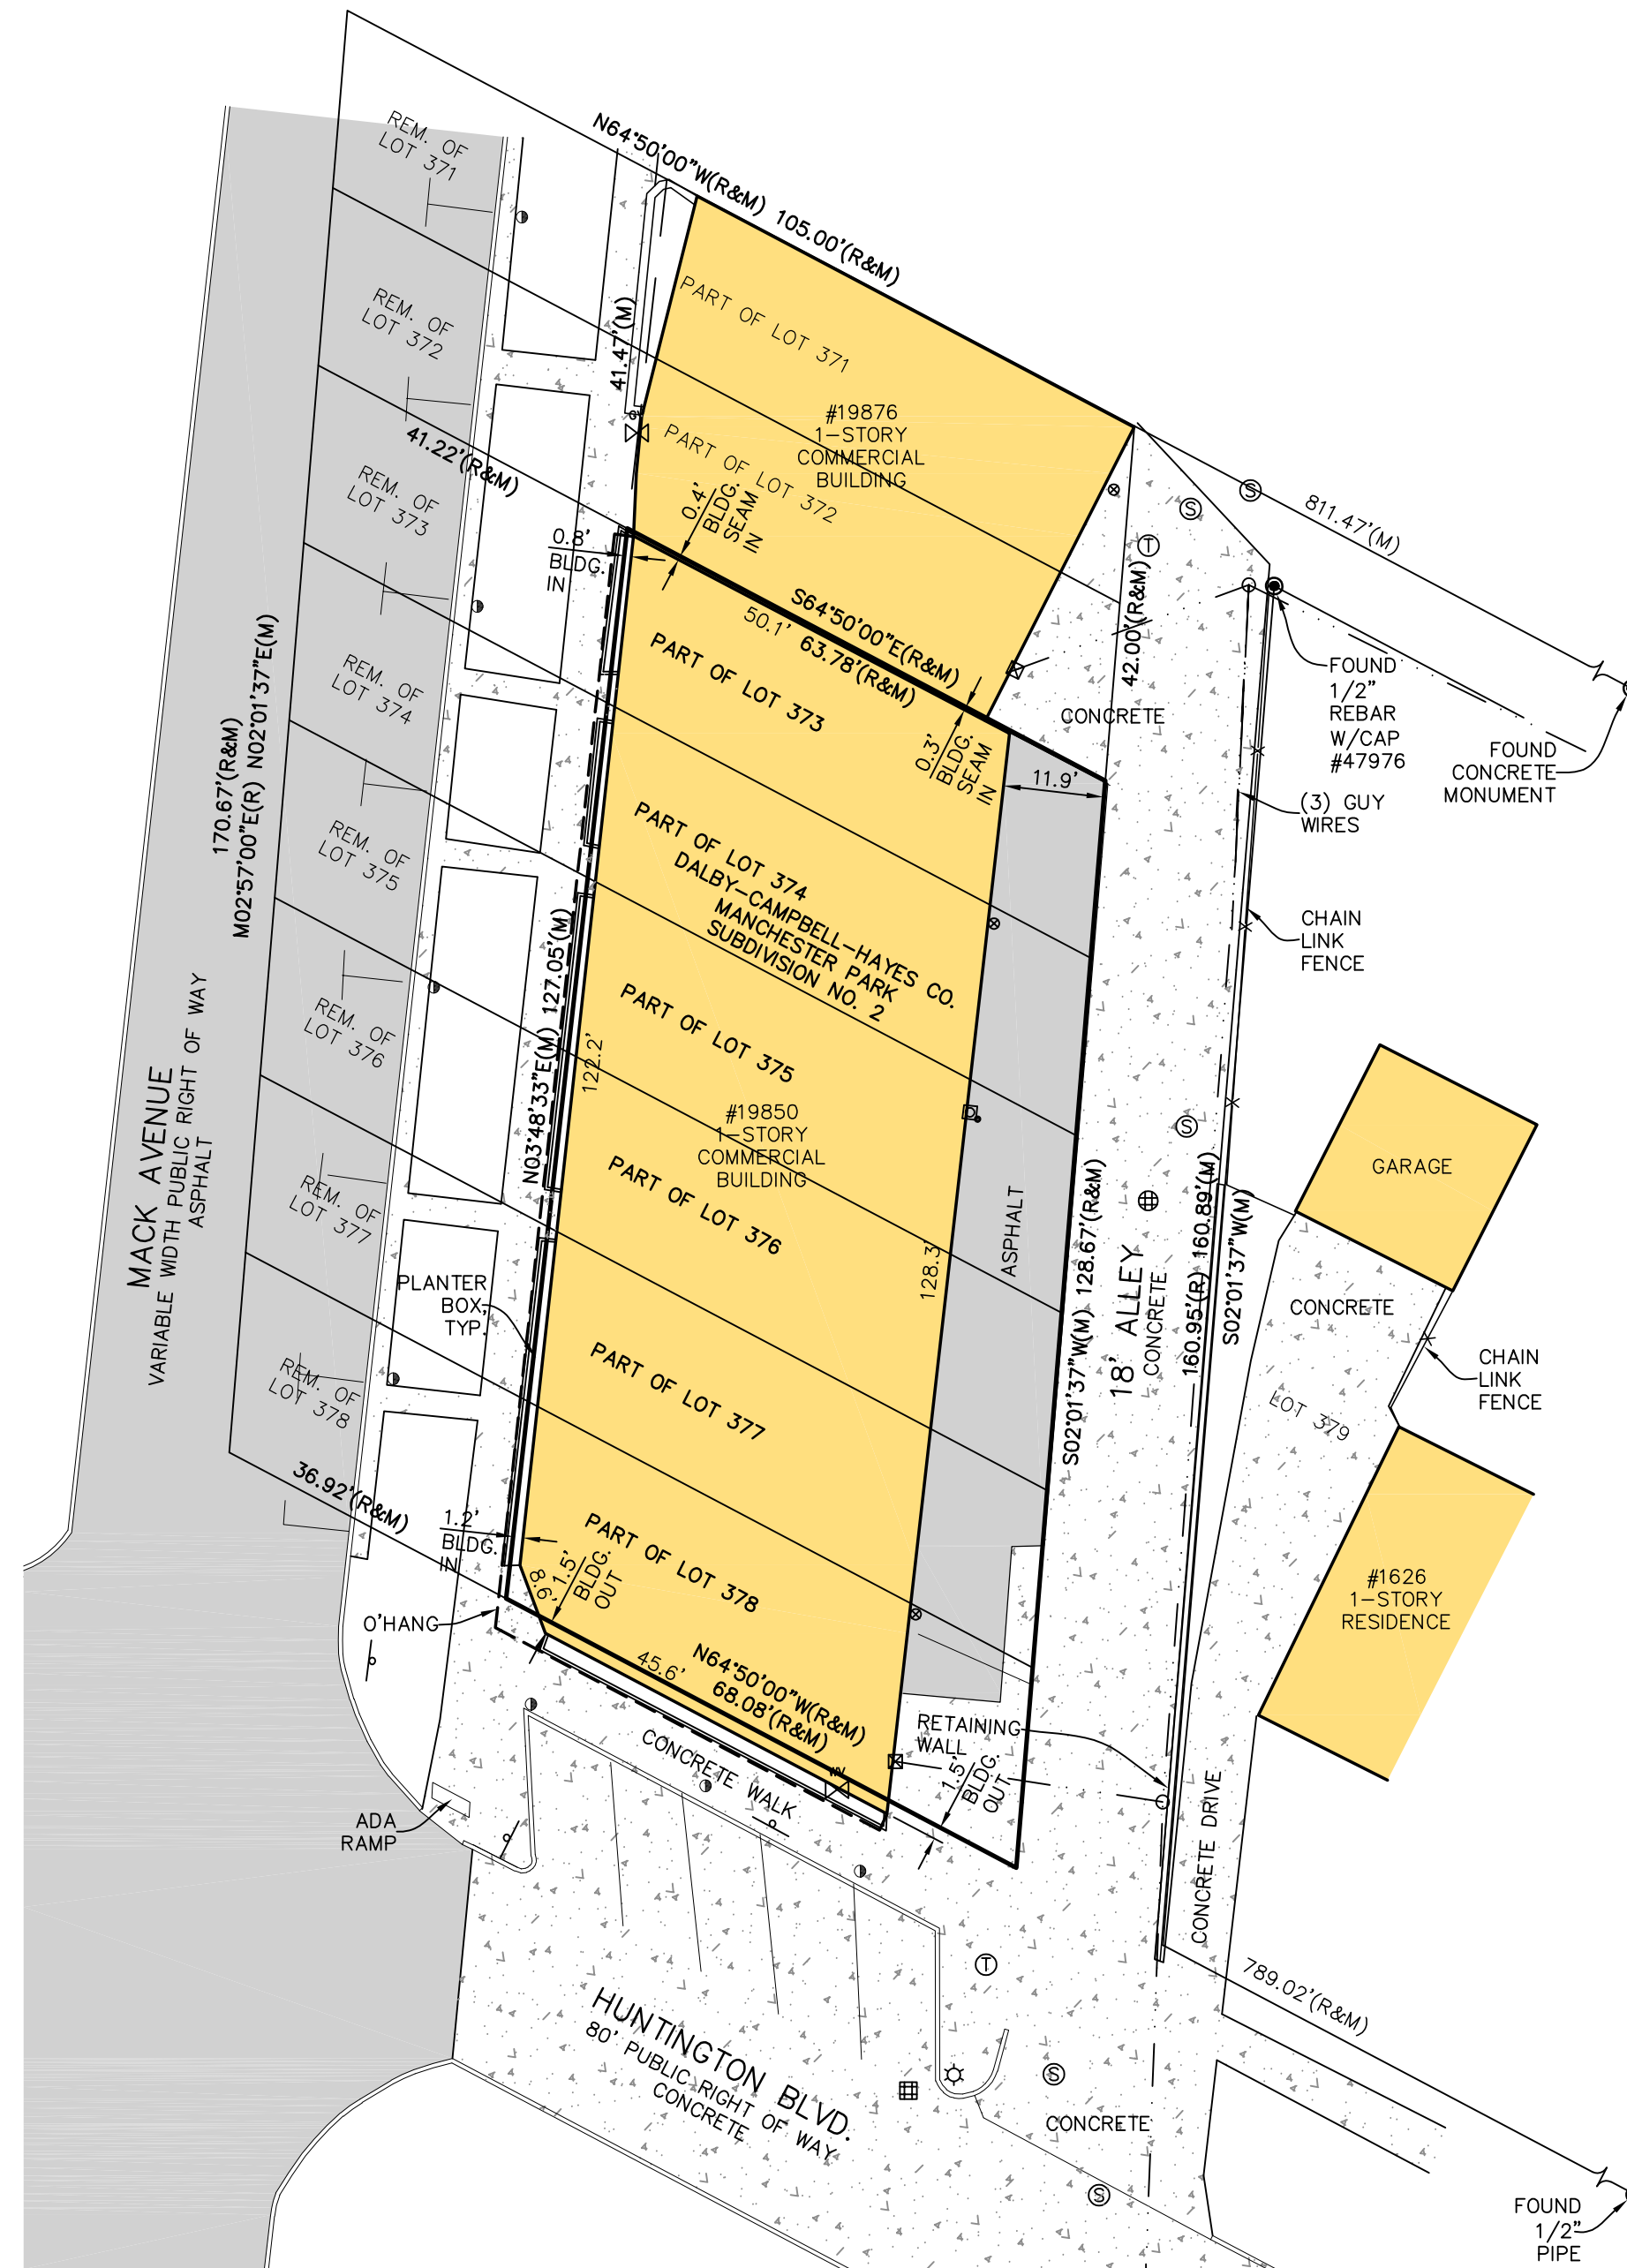 N64°50'00"W(R&M) 105.00'(R&M)
REM. OF
LOT 371
REM. OF
LOT 372
REM. OF
LOT 373
REM. OF
LOT 374
REM. OF
LOT 375
REM. OF
LOT 376
REM. OF
LOT 377
REM. OF
LOT 378
PART OF LOT 371
#19876
1-STORY
COMMERCIAL
BUILDING
PART OF LOT 372
41.47'(M)
41.22'(R&M)
0.4'
BLDG.
SEAM
IN
0.8'
BLDG.
IN
S64°50'00"E(R&M)
50.1'
63.78'(R&M)
811.47'(M)
42.00'(R&M)
CONCRETE
FOUND
1/2"
REBAR
W/CAP
#47976
FOUND
CONCRETE
MONUMENT
(3) GUY
WIRES
CHAIN
LINK
FENCE
0.3'
BLDG.
SEAM
IN
11.9'
PART OF LOT 373
PART OF LOT 374
DALBY-CAMPBELL-HAYES CO.
MANCHESTER PARK
SUBDIVISION NO. 2
PART OF LOT 375
#19850
1-STORY
COMMERCIAL
BUILDING
PART OF LOT 376
PART OF LOT 377
PART OF LOT 378
170.67'(R&M)
M02°57'00"E(R) N02°01'37"E(M)
MACK AVENUE
VARIABLE WIDTH PUBLIC RIGHT OF WAY
ASPHALT
N03°48'33"E(M) 127.05'(M)
122.2'
128.3'
ASPHALT
S02°01'37"W(M) 128.67'(R&M)
18' ALLEY
CONCRETE
160.95'(R) 160.89'(M)
S02°01'37"W(M)
GARAGE
CONCRETE
CHAIN
LINK
FENCE
LOT 379
#1626
1-STORY
RESIDENCE
PLANTER
BOX,
TYP.
36.92'(R&M)
1.2'
BLDG.
IN
8.6'
1.5'
BLDG.
OUT
O'HANG
45.6'
N64°50'00"W(R&M)
68.08'(R&M)
RETAINING
WALL
1.5'
BLDG.
OUT
WV
CONCRETE WALK
ADA
RAMP
CONCRETE DRIVE
789.02'(R&M)
HUNTINGTON BLVD.
80' PUBLIC RIGHT OF WAY
CONCRETE
CONCRETE
FOUND
1/2"
PIPE
S
S
T
S
T
S
S